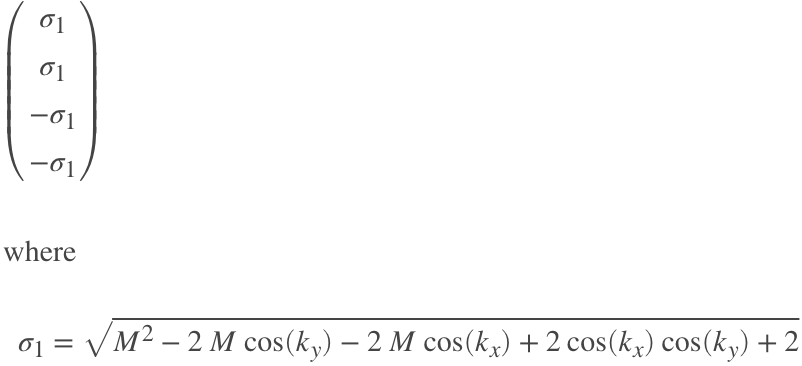 σ₁
σ₁
−σ₁
−σ₁
where
σ₁ = √(M² − 2 M cos(k_y) − 2 M cos(k_x) + 2 cos(k_x) cos(k_y) + 2)